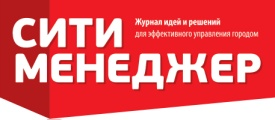 СИТИ
МЕНЕДЖЕР
Журнал идей и решений
для эффективного управления городом